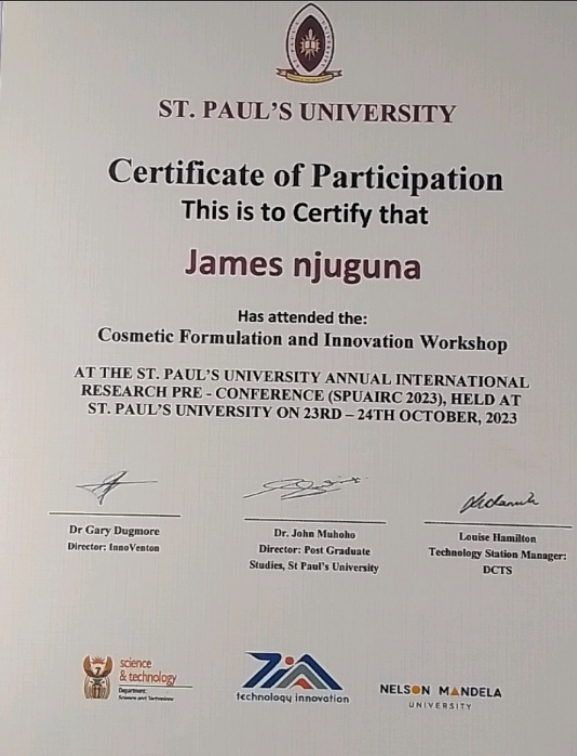 ST. PAUL'S UNIVERSITY
Certificate of Participation
This is to Certify that
James njuguna
Has attended the:
Cosmetic Formulation and Innovation Workshop
AT THE ST. PAUL'S UNIVERSITY ANNUAL INTERNATIONAL
RESEARCH PRE - CONFERENCE (SPUAIRC 2023), HELD AT
ST. PAUL'S UNIVERSITY ON 23RD – 24TH OCTOBER, 2023
Dr Gary Dugmore
Director: InnoVenton
Dr. John Muhoho
Director: Post Graduate
Studies, St Paul's University
Louise Hamilton
Technology Station Manager:
DCTS
science
& technology
Department:
Science and Technology
technology innovation
NELSON MANDELA
UNIVERSITY